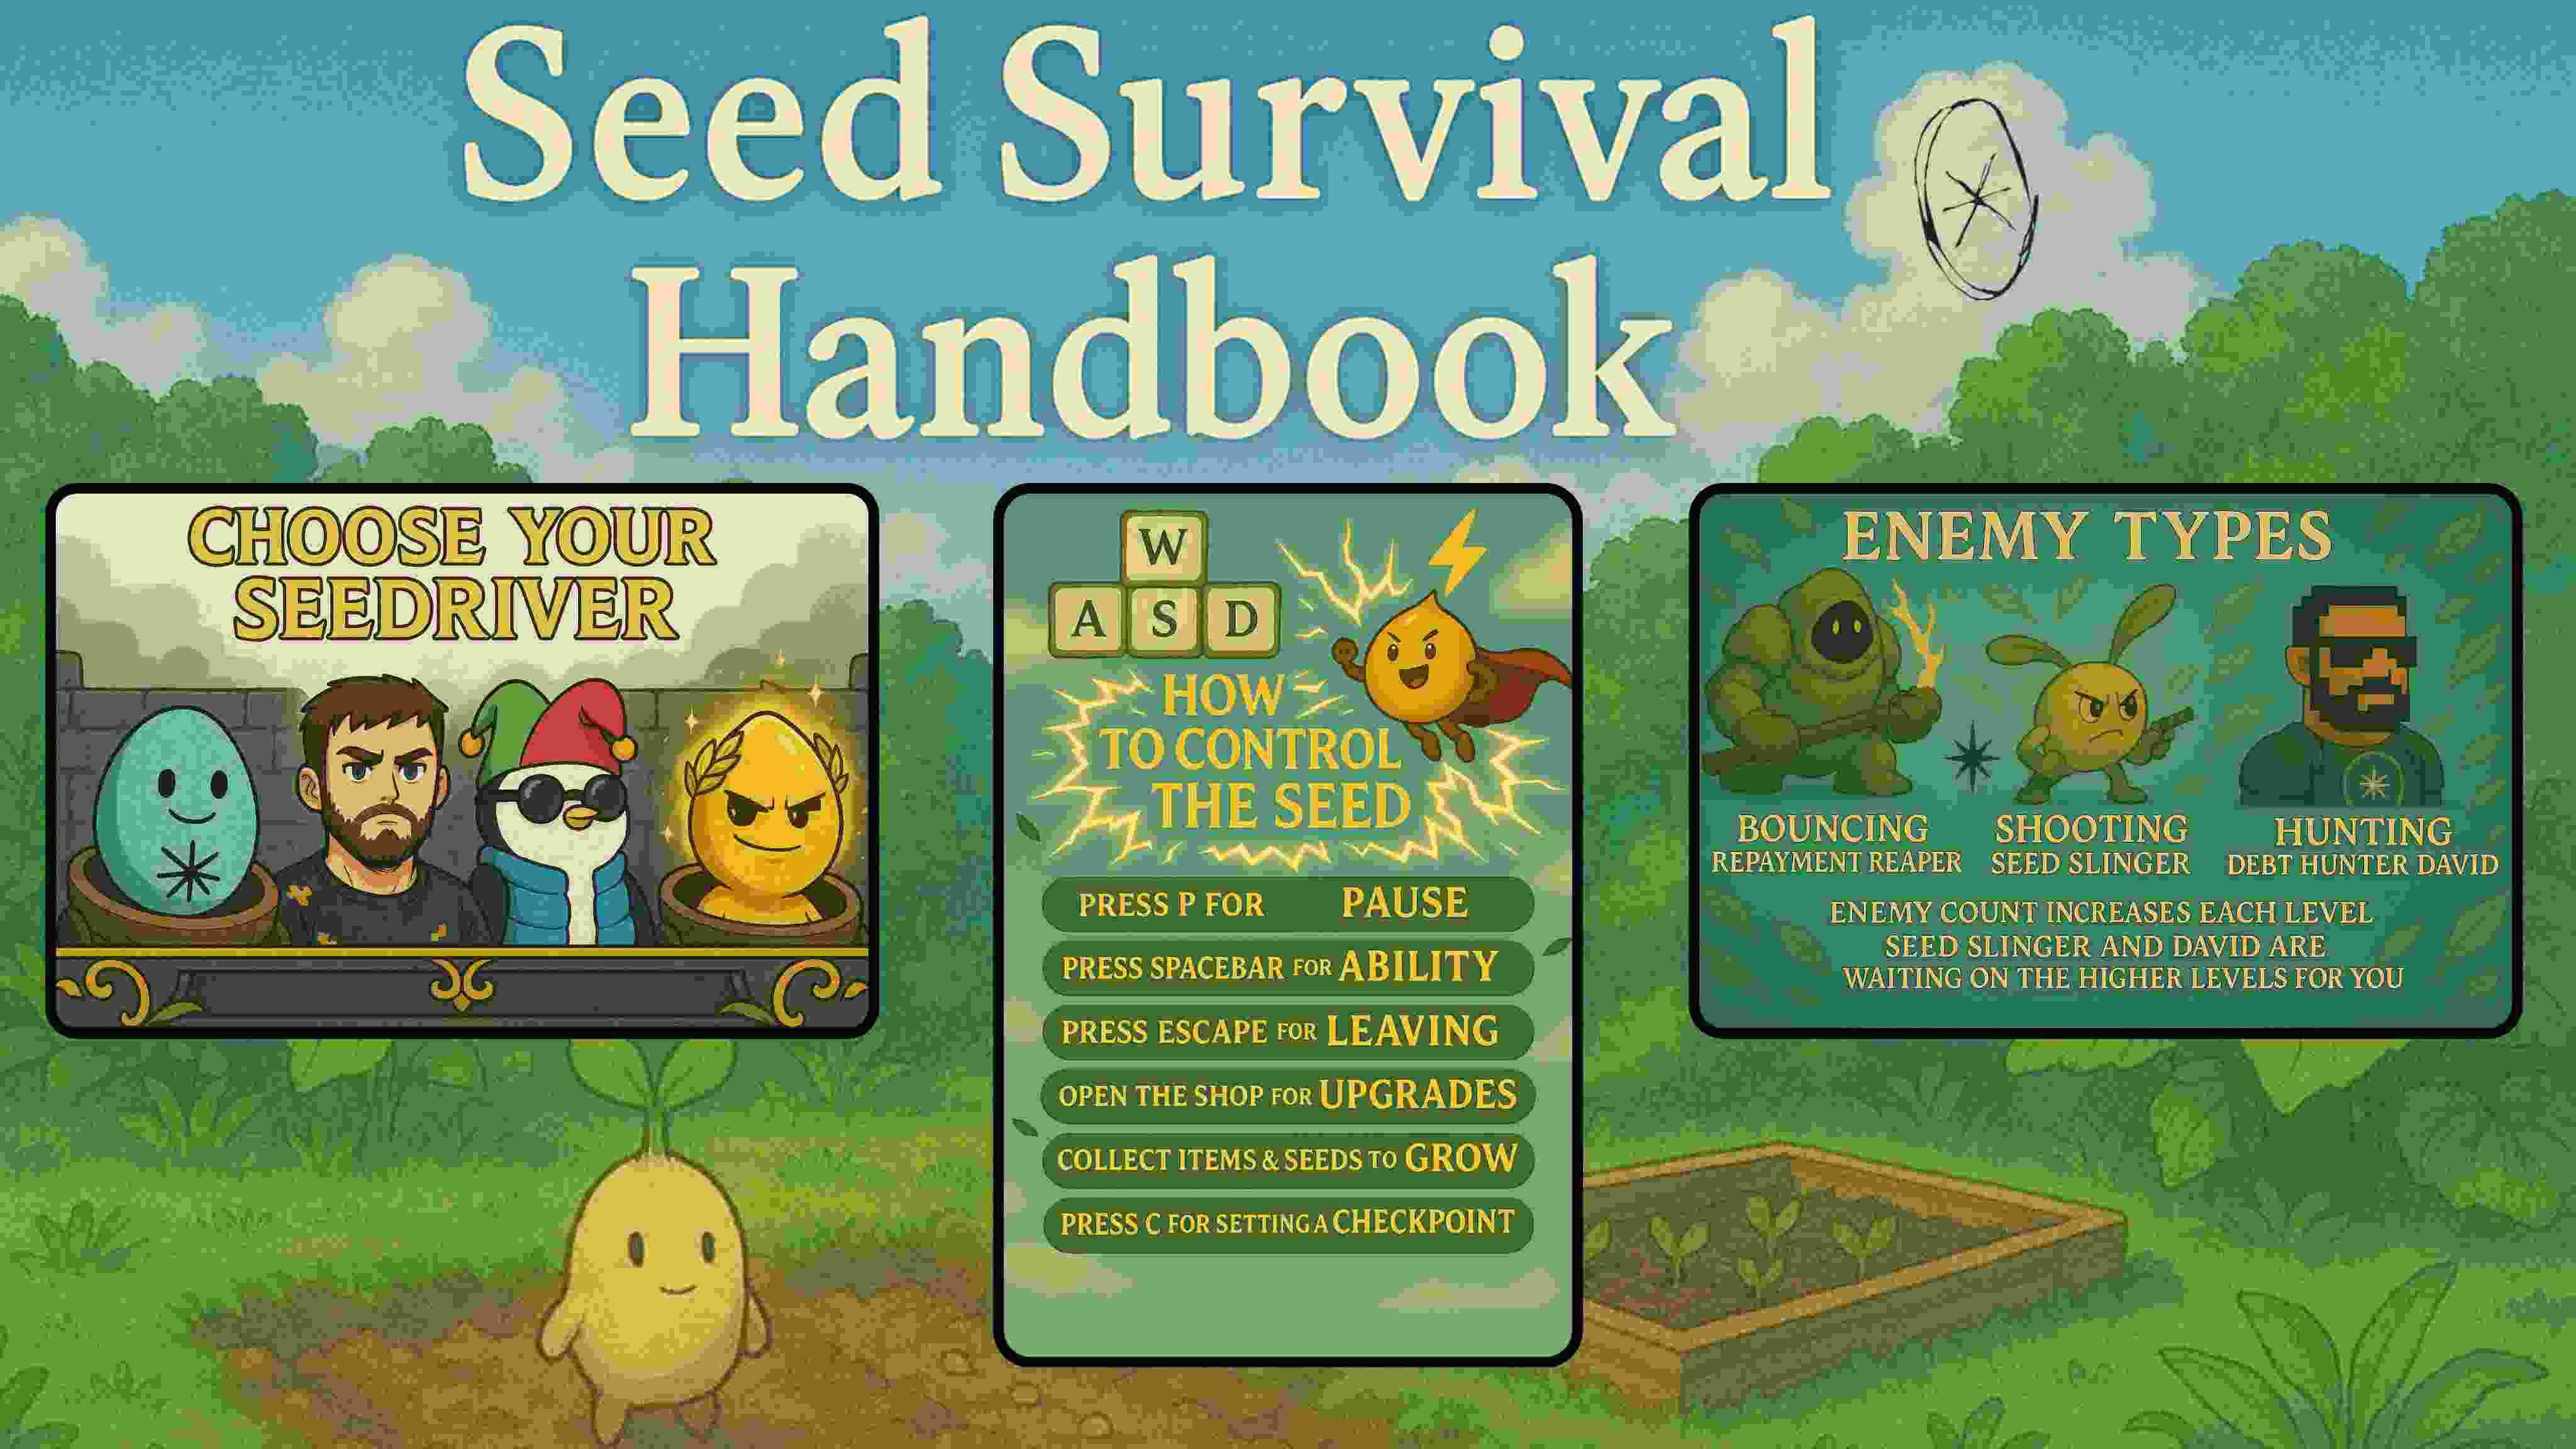 Seed Survival
Handbook
CHOOSE YOUR
SEEDRIVER
W
A S D
HOW
TO CONTROL
THE SEED
PRESS P FOR PAUSE
PRESS SPACEBAR FOR ABILITY
PRESS ESCAPE FOR LEAVING
OPEN THE SHOP FOR UPGRADES
COLLECT ITEMS & SEEDS TO GROW
PRESS C FOR SETTING A CHECKPOINT
ENEMY TYPES
BOUNCING
REPAYMENT REAPER
SHOOTING
SEED SLINGER
HUNTING
DEBT HUNTER DAVID
ENEMY COUNT INCREASES EACH LEVEL
SEED SLINGER AND DAVID ARE
WAITING ON THE HIGHER LEVELS FOR YOU